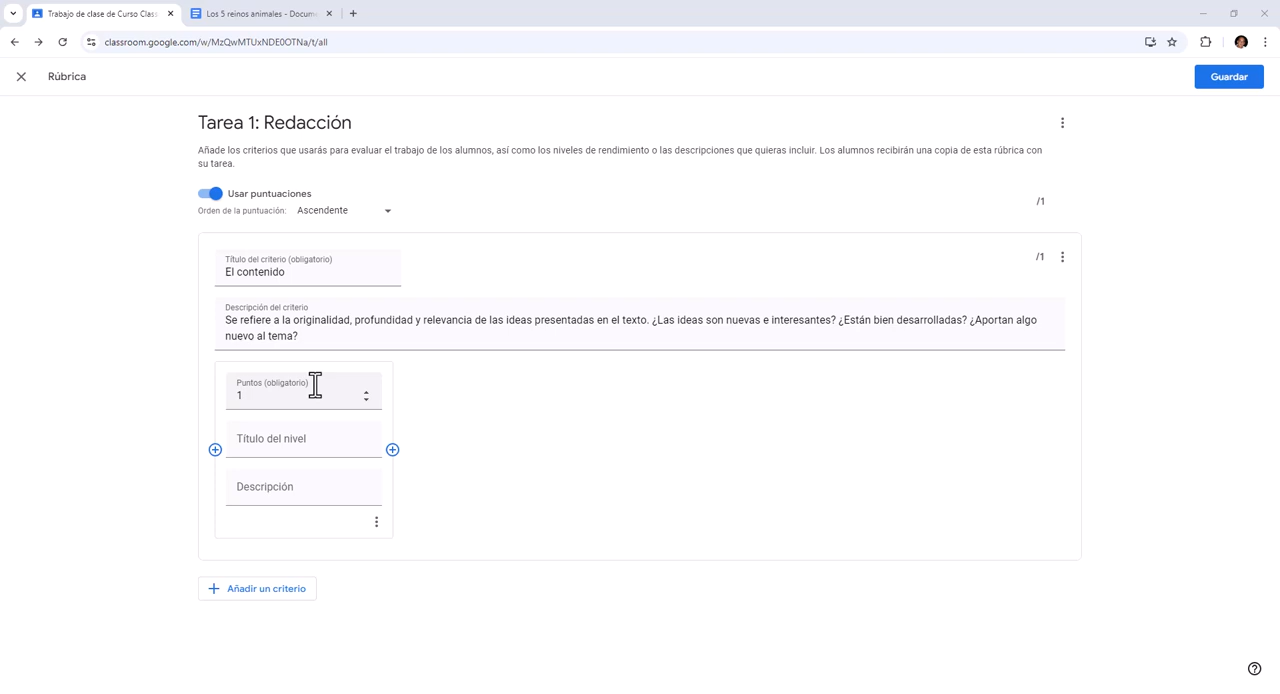 Trabajo de clase de Curso Class
Los 5 reinos animales - Docume
classroom.google.com/w/MzQwMTUxNDE0OTNa/t/all
Rúbrica
Guardar
Tarea 1: Redacción
Añade los criterios que usarás para evaluar el trabajo de los alumnos, así como los niveles de rendimiento o las descripciones que quieras incluir. Los alumnos recibirán una copia de esta rúbrica con
su tarea.
Usar puntuaciones
/1
Orden de la puntuación: Ascendente
Título del criterio (obligatorio)
El contenido
/1
Descripción del criterio
Se refiere a la originalidad, profundidad y relevancia de las ideas presentadas en el texto. ¿Las ideas son nuevas e interesantes? ¿Están bien desarrolladas? ¿Aportan algo
nuevo al tema?
Puntos (obligatorio)
1
Título del nivel
Descripción
Añadir un criterio